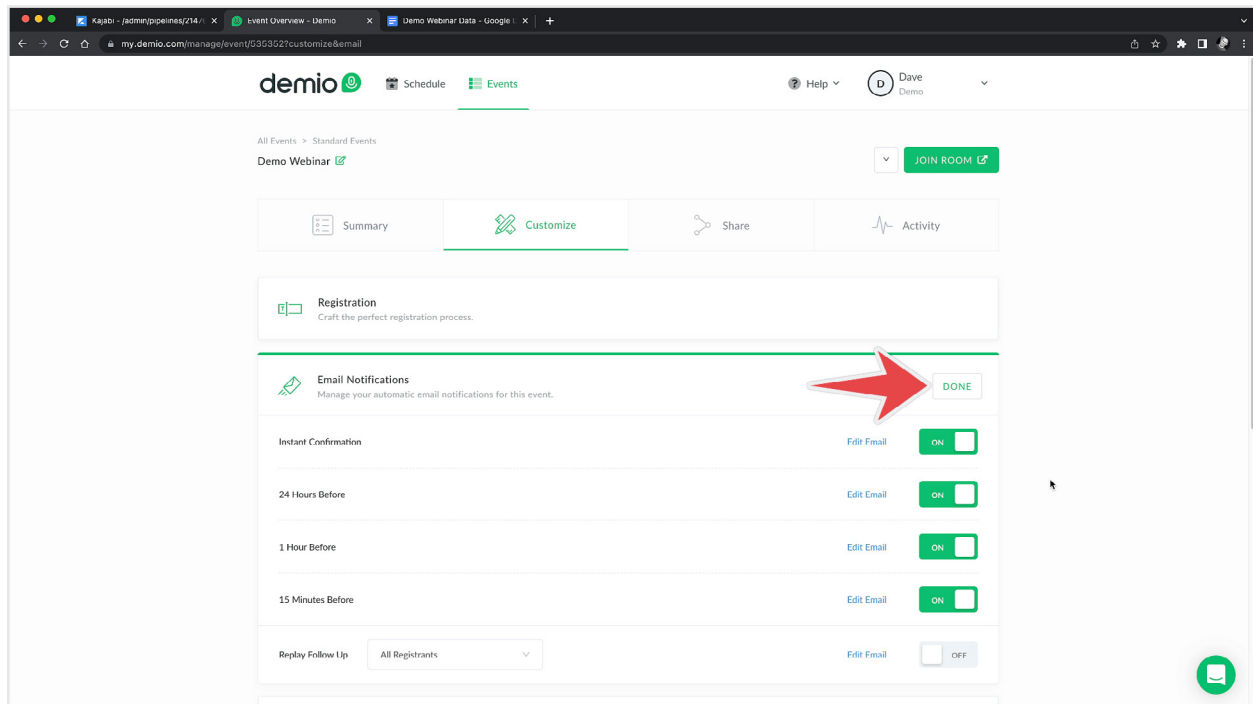 Kajabi - /admin/pipelines/2147
Event Overview - Demio
Demo Webinar Data - Google
my.demio.com/manage/event/535352?customize&email
demio
Schedule
Events
Help
D
Dave
Demo
All Events > Standard Events
Demo Webinar
JOIN ROOM
Summary
Customize
Share
Activity
Registration
Craft the perfect registration process.
Email Notifications
Manage your automatic email notifications for this event.
DONE
Instant Confirmation
Edit Email
ON
24 Hours Before
Edit Email
ON
1 Hour Before
Edit Email
ON
15 Minutes Before
Edit Email
ON
Replay Follow Up
All Registrants
Edit Email
OFF